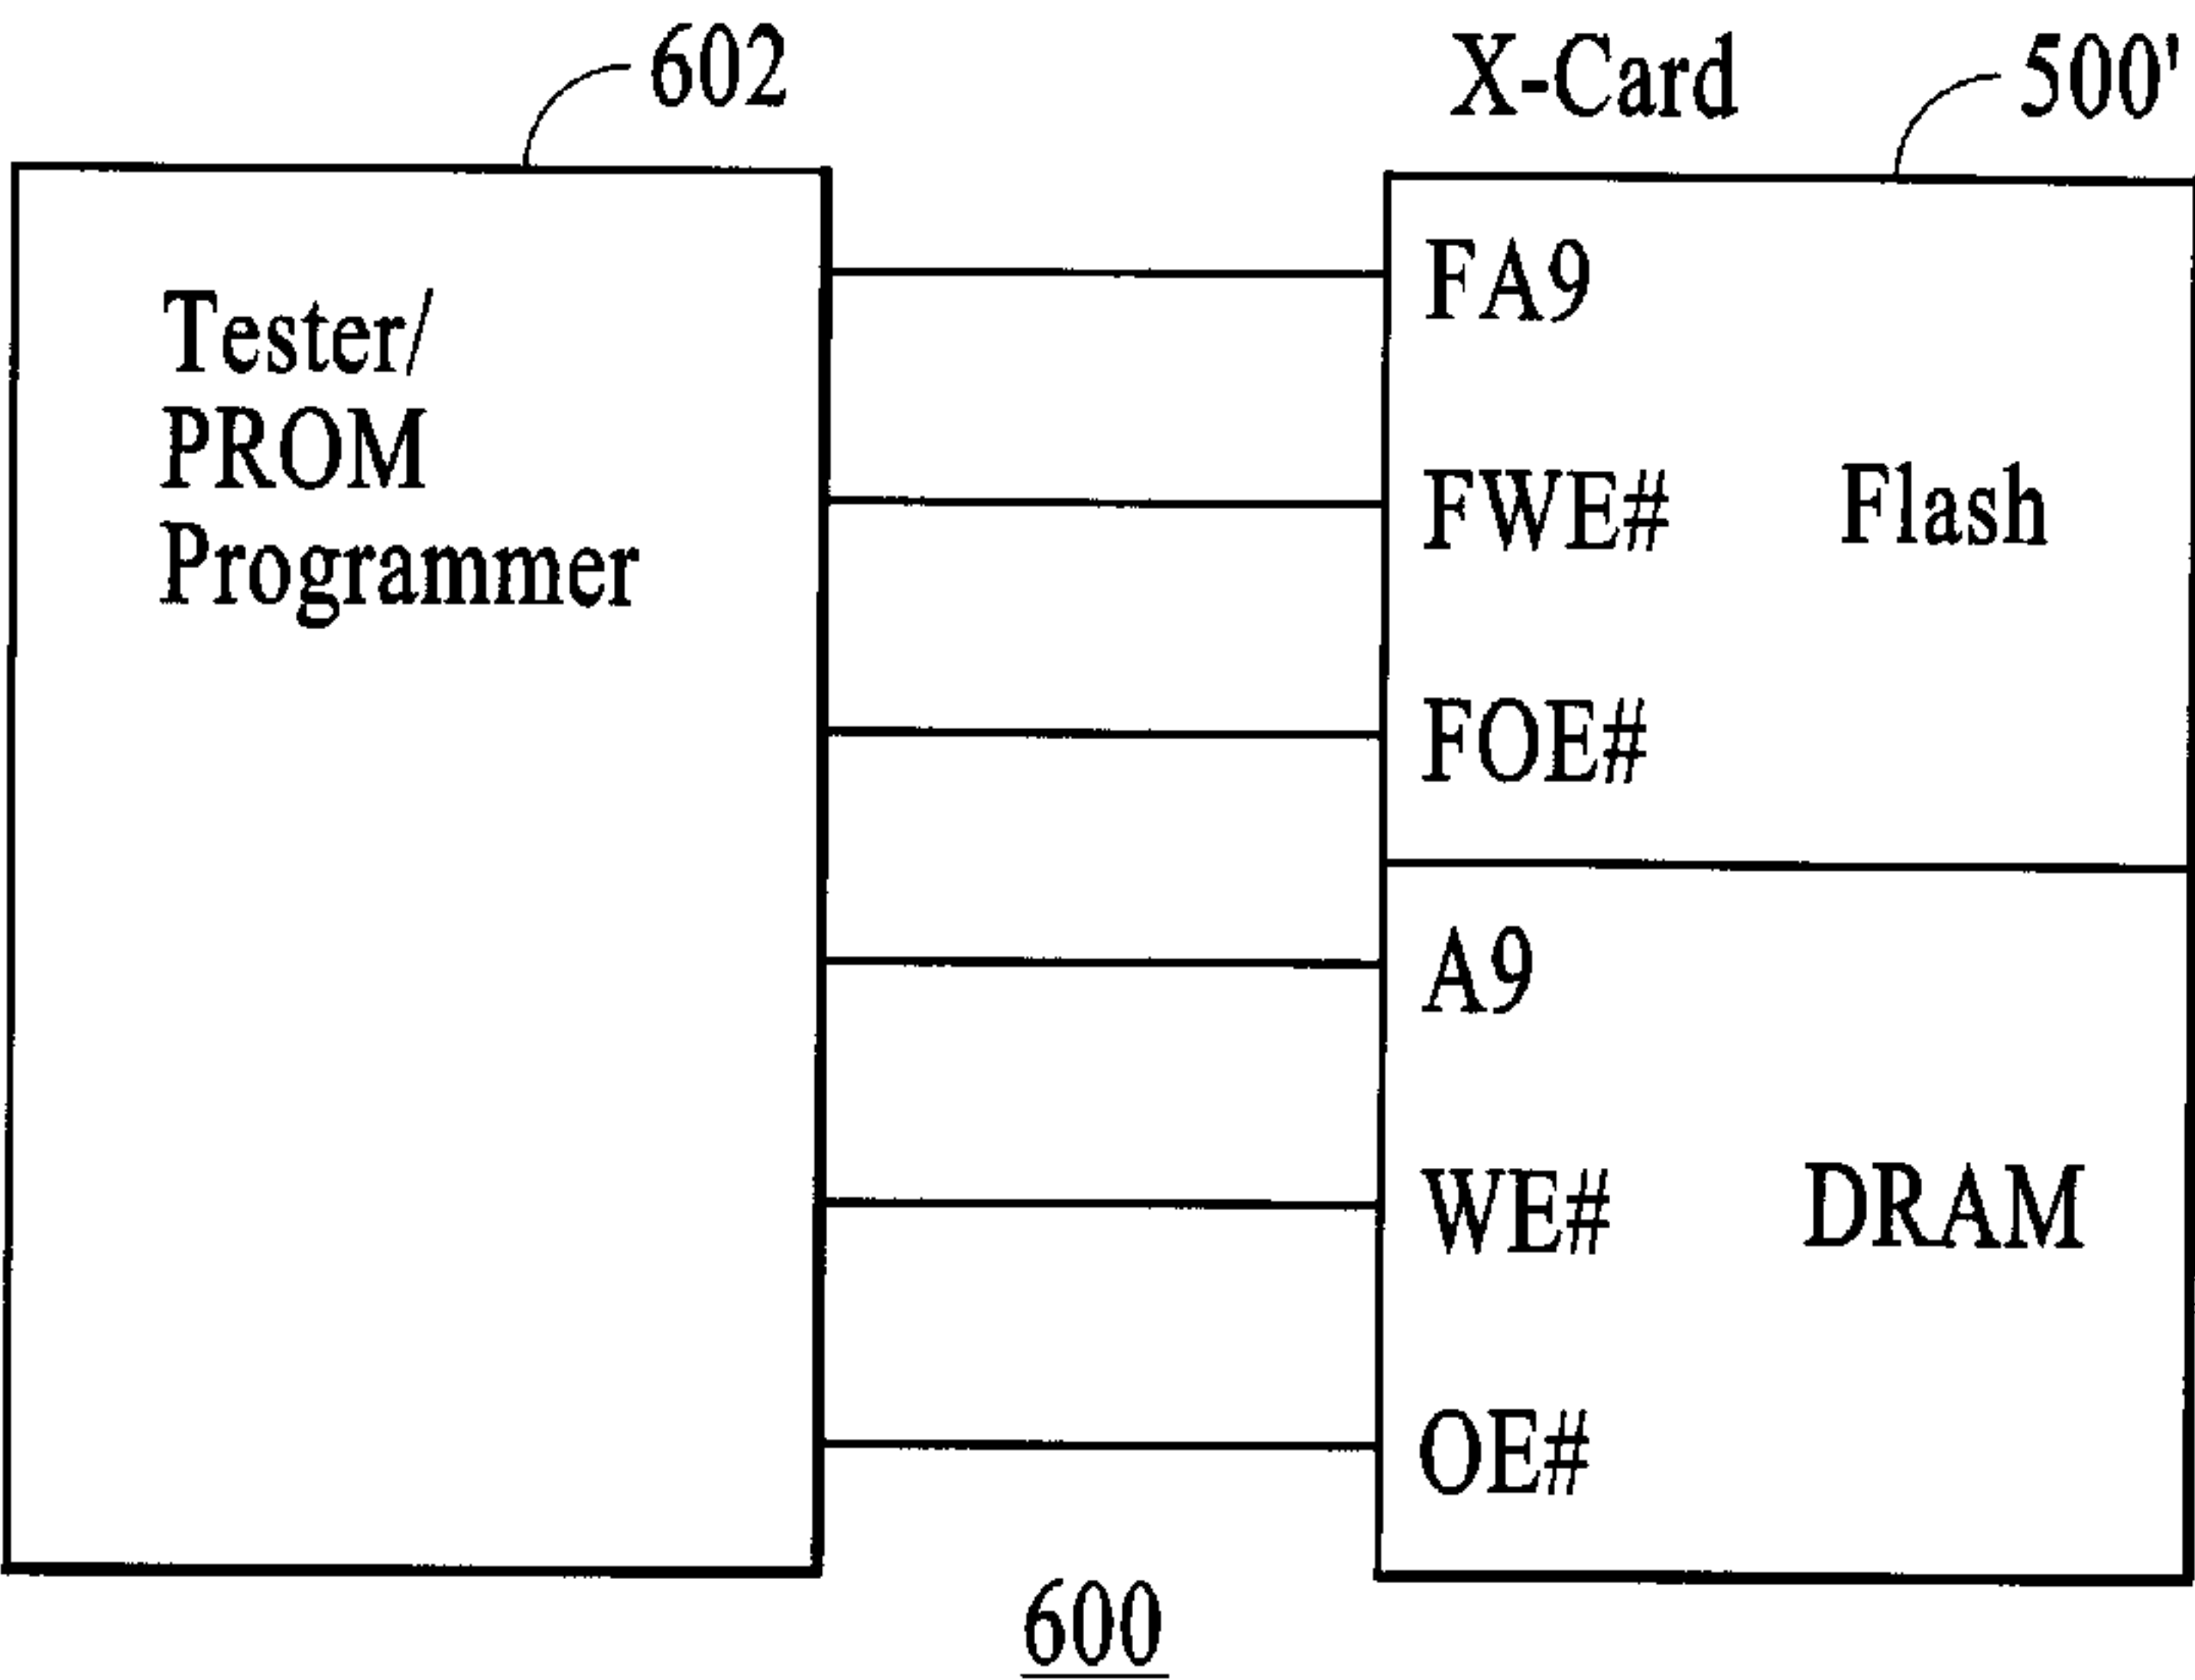 602
X-Card
500'
Tester/
PROM
Programmer
FA9
FWE#
Flash
FOE#
A9
WE#
DRAM
OE#
600